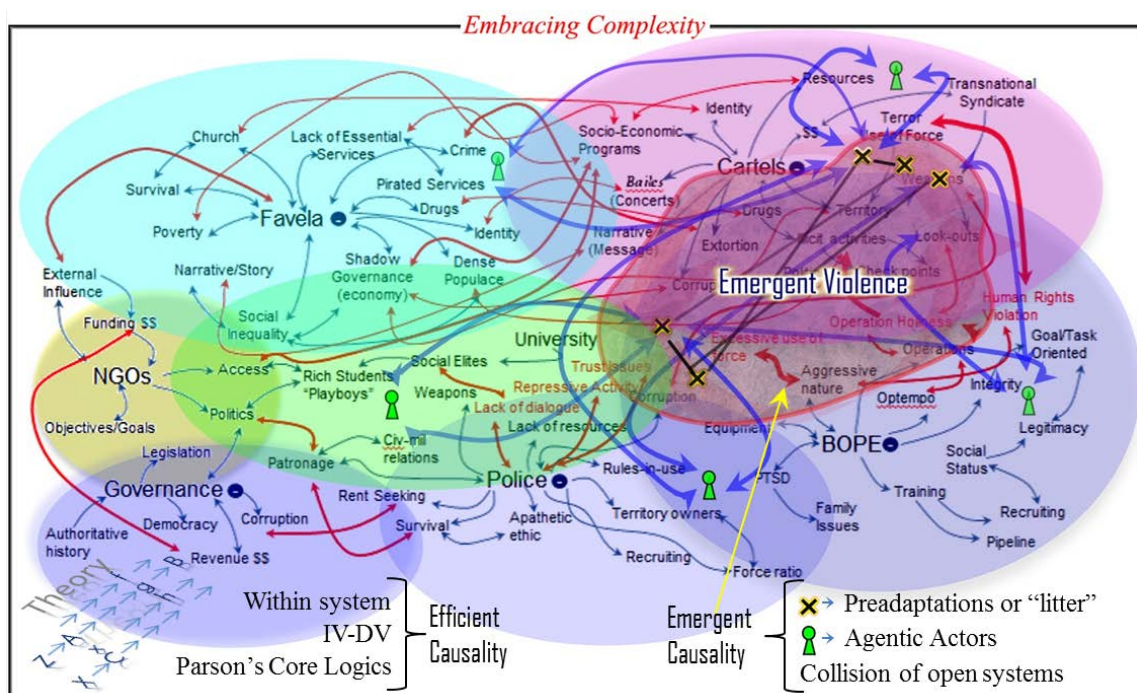 Embracing Complexity
Church
Lack of Essential
Services
Crime
Survival
Pirated Services
Favela
Drugs
Poverty
Identity
External
Influence
Narrative/Story
Shadow
Governance
(economy)
Dense
Populace
Social
Inequality
Resources
Transnational
Syndicate
Identity
Socio-Economic
Programs
$$
Terror
Use of Force
Cartels
Weapons
Bailes
(Concerts)
Drugs
Territory
Narrative
(Message)
Extortion
Illicit activities
Look-outs
Check points
Emergent Violence
Human Rights
Violation
Funding $$
NGOs
Access
Politics
Objectives/Goals
University
Social Elites
Rich Students
"Playboys"
Weapons
Trust issues
Repressive Activity
Lack of dialogue
Lack of resources
Corruption
Excessive use of
force
Operation Holness
Operations
Goal/Task
Oriented
Aggressive
nature
Optempo
Integrity
Legitimacy
Equipment
BOPE
Legislation
Patronage
Civ-mil
relations
Governance
Police
Rules-in-use
PTSD
Social
Status
Rent Seeking
Training
Authoritative
history
Democracy
Corruption
Survival
Apathetic
ethic
Territory owners
Family
Issues
Recruiting
Revenue $$
Recruiting
Force ratio
Pipeline
Theory
Within system
IV-DV
Parson's Core Logics
Efficient
Causality
Emergent
Causality
Preadaptations or "litter"
Agentic Actors
Collision of open systems